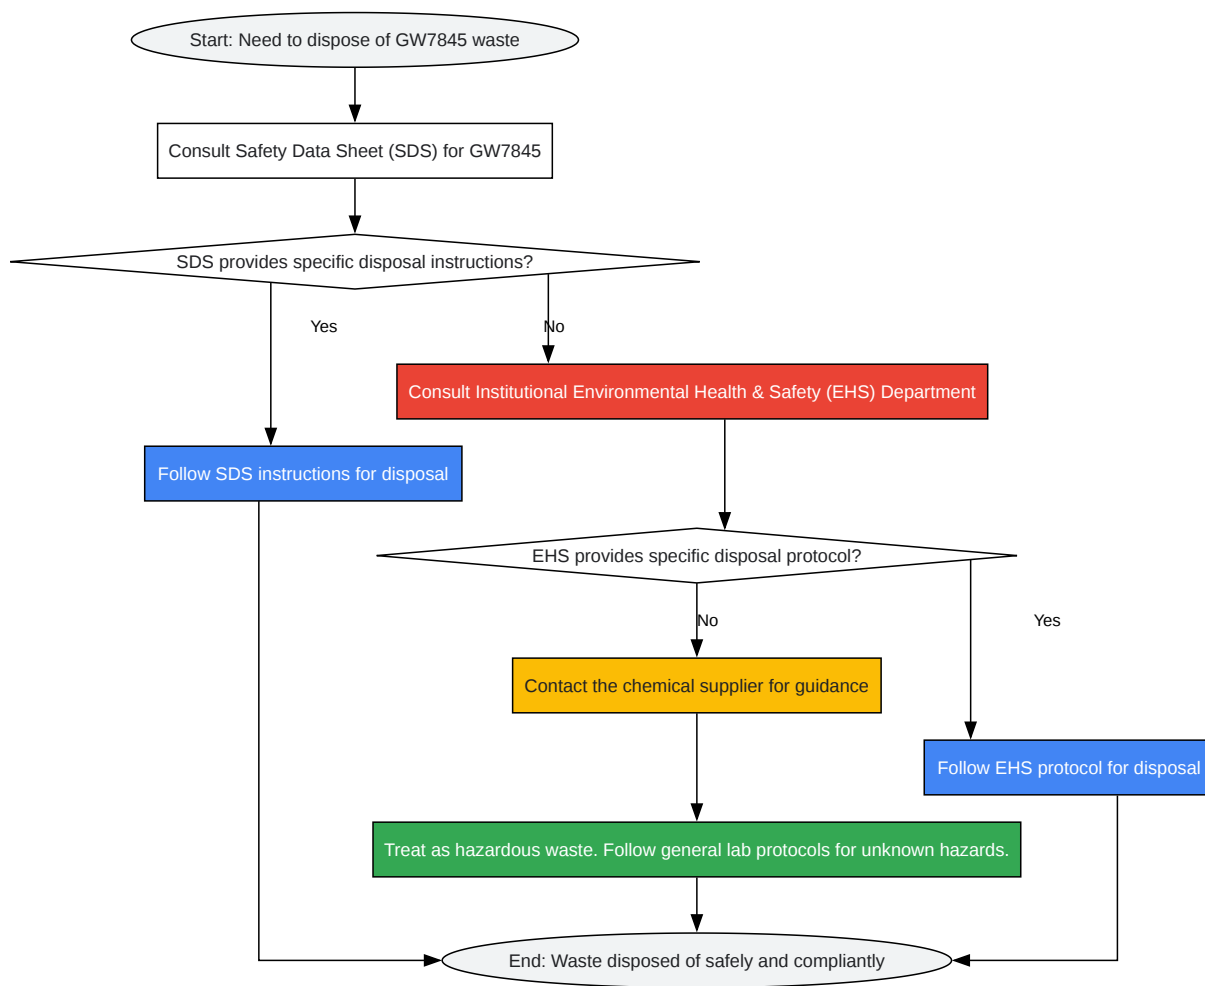 Start: Need to dispose of GW7845 waste
Consult Safety Data Sheet (SDS) for GW7845
SDS provides specific disposal instructions?
Yes
No
Consult Institutional Environmental Health & Safety (EHS) Department
Follow SDS instructions for disposal
EHS provides specific disposal protocol?
No
Yes
Contact the chemical supplier for guidance
Follow EHS protocol for disposal
Treat as hazardous waste. Follow general lab protocols for unknown hazards.
End: Waste disposed of safely and compliantly